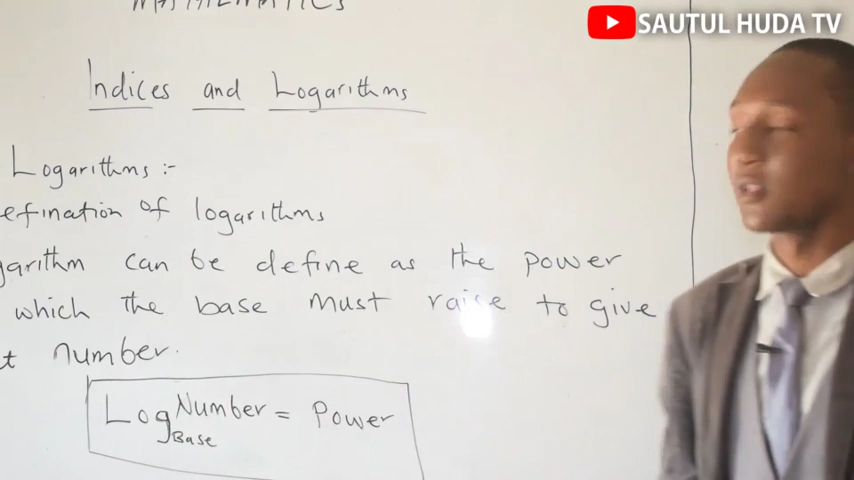 MATHEMATICS
SAUTUL HUDA TV
Indices and Logarithms
Logarithms :-
efination of logarithms
garithm can be define as the power
which the base must raise to give
t number.
Log Base Number = Power